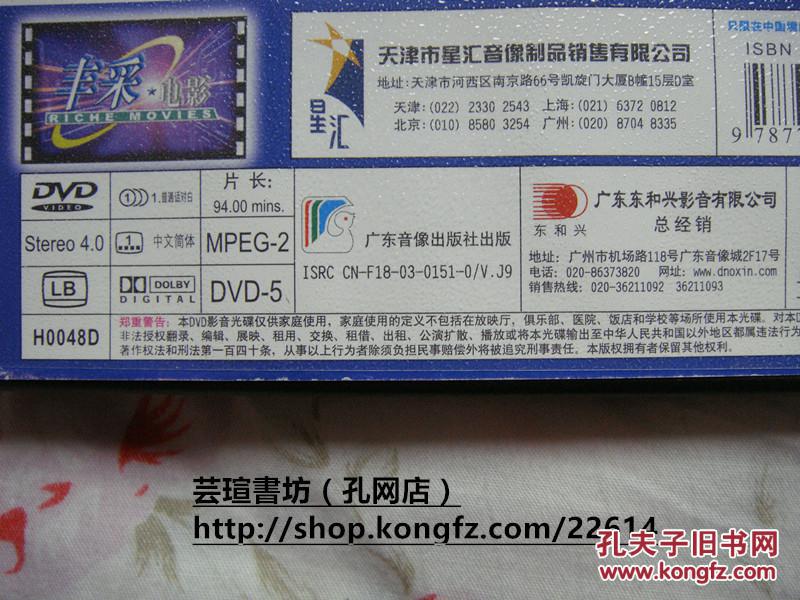 丰采★电影
RICHE MOVIES
星汇
天津市星汇音像制品销售有限公司
地址:天津市河西区南京路66号凯旋门大厦B幢15层D室
天津:(022) 2330 2543 上海:(021) 6372 0812
北京:(010) 8580 3254 广州:(020) 8704 8335
ISBN
9 787
DVD
VIDEO
1.普通话对白
片 长:
94.00 mins.
Stereo 4.0
1 中文简体
MPEG-2
LB
DOLBY
DIGITAL
DVD-5
H0048D
广东音像出版社出版
ISRC CN-F18-03-0151-0/V.J9
东和兴
广东东和兴影音有限公司
总经销
地址:广州市机场路118号广东音像城2F17号
电话:020-86373820 网址:www.dnoxin.com
销售热线:020-36211092 36211093
郑重警告:本DVD影音光碟仅供家庭使用,家庭使用的定义不包括在放映厅,俱乐部、医院、饭店和学校等场所使用本光碟。对本
非法授权翻录、编辑、展映、租用、交换、租借、出租、公演扩散、播放或将本光碟输出至中华人民共和国以外地区都属违法行为
著作权法和刑法第一百四十条,从事以上行为者除须负担民事赔偿外将被追究刑事责任。本版权拥有者保留其他权利。
芸瑄書坊(孔网店)
http://shop.kongfz.com/22614
孔夫子旧书网
www.kongfz.com